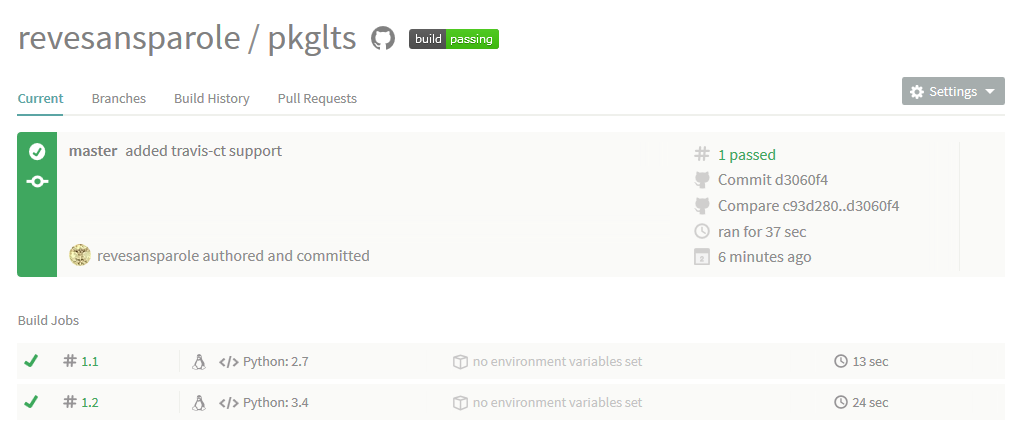 revesansparole / pkglts build passing
Current Branches Build History Pull Requests Settings
master added travis-ct support
# 1 passed
Commit d3060f4
Compare c93d280..d3060f4
ran for 37 sec
6 minutes ago
revesansparole authored and committed
Build Jobs
# 1.1 </> Python: 2.7 no environment variables set 13 sec
# 1.2 </> Python: 3.4 no environment variables set 24 sec